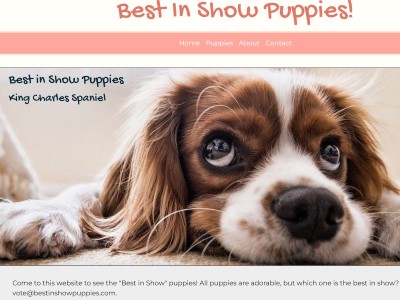 Best In Show Puppies!
Home Puppies About Contact
Best in Show Puppies
King Charles Spaniel
Come to this website to see the "Best in Show" puppies! All puppies are adorable, but which one is the best in show?
vote@bestinshowpuppies.com.